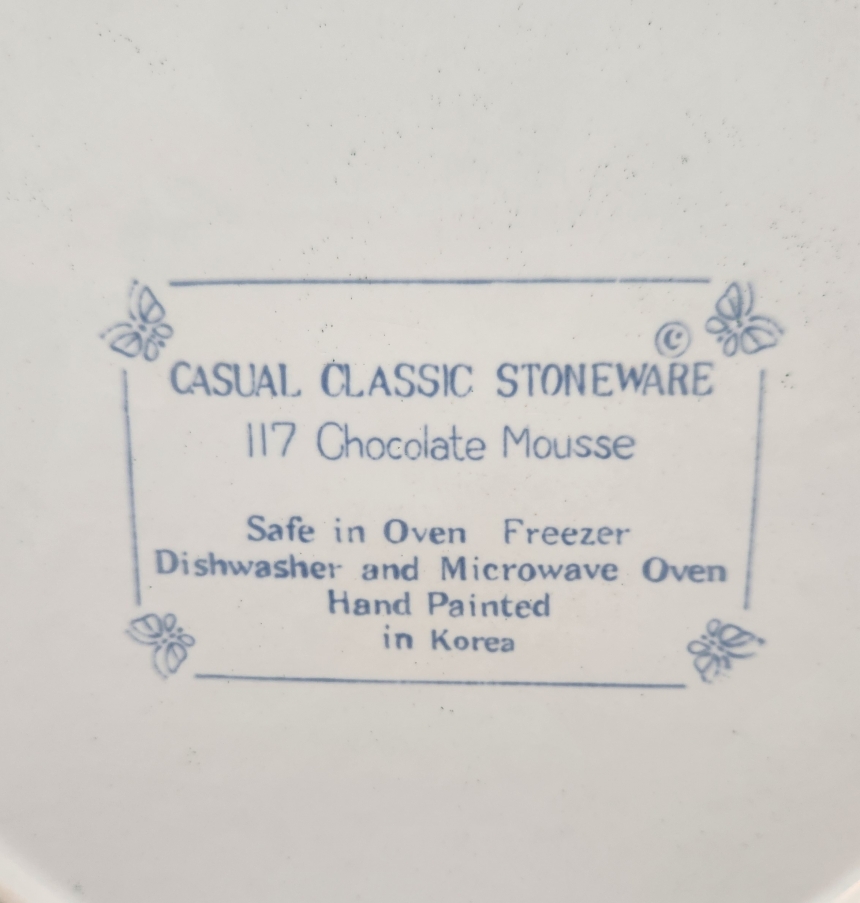 ©
CASUAL CLASSIC STONEWARE
117 Chocolate Mousse
Safe in Oven Freezer
Dishwasher and Microwave Oven
Hand Painted
in Korea